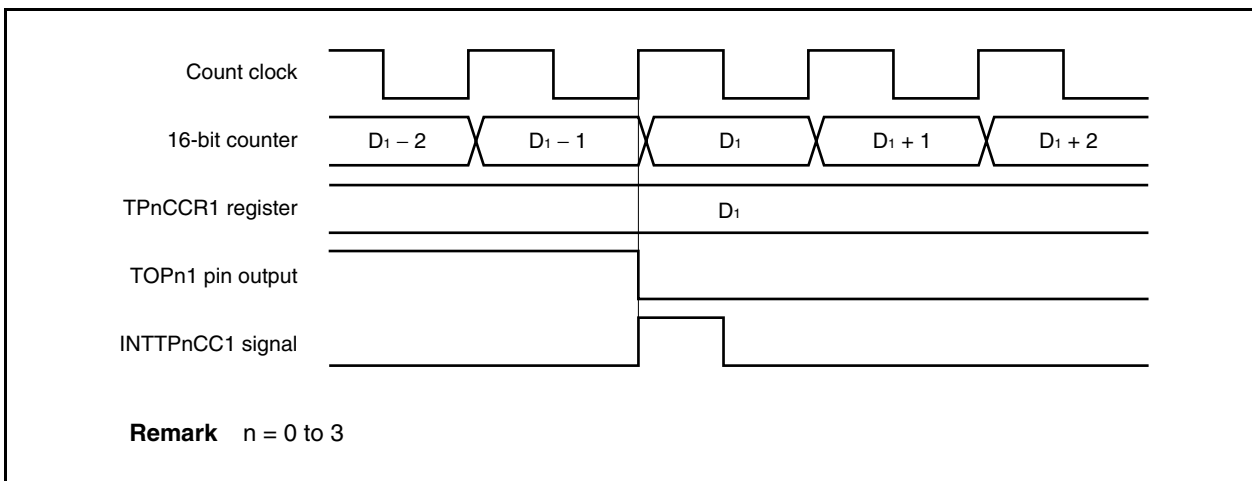 Count clock
16-bit counter D₁ – 2 D₁ – 1 D₁ D₁ + 1 D₁ + 2
TPnCCR1 register D₁
TOPn1 pin output
INTTPnCC1 signal
Remark n = 0 to 3